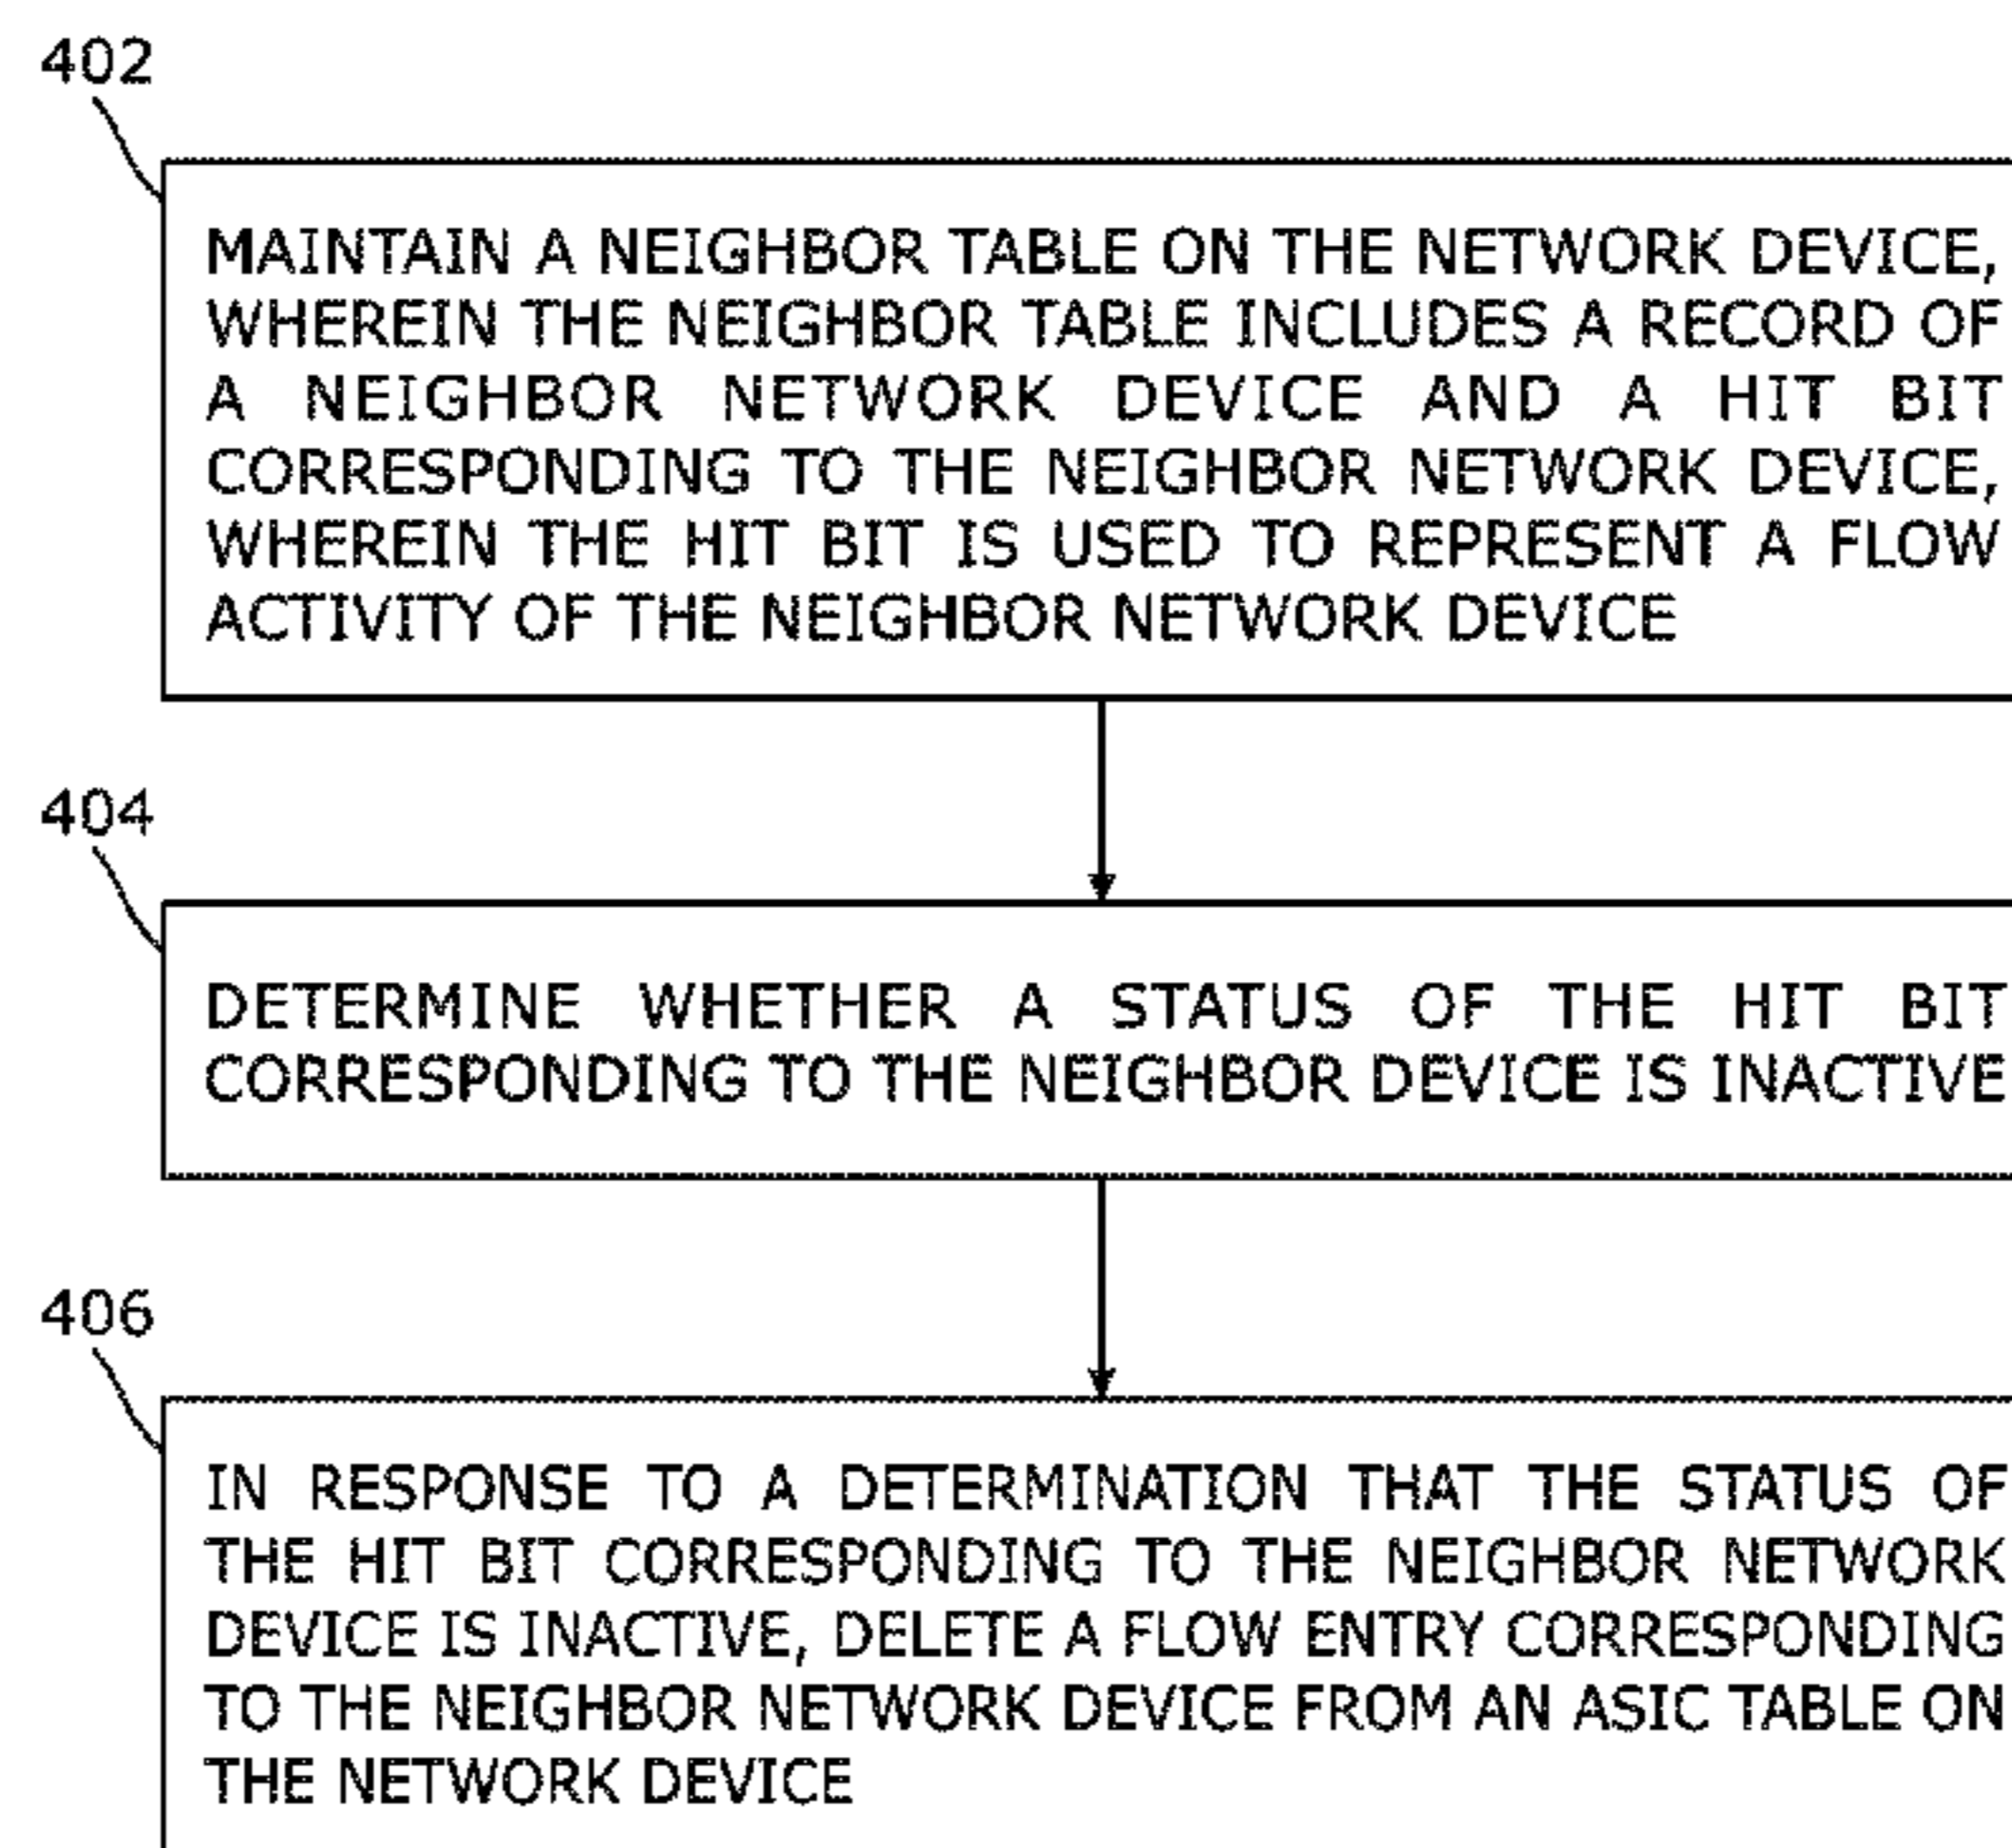 402
MAINTAIN A NEIGHBOR TABLE ON THE NETWORK DEVICE,
WHEREIN THE NEIGHBOR TABLE INCLUDES A RECORD OF
A NEIGHBOR NETWORK DEVICE AND A HIT BIT
CORRESPONDING TO THE NEIGHBOR NETWORK DEVICE,
WHEREIN THE HIT BIT IS USED TO REPRESENT A FLOW
ACTIVITY OF THE NEIGHBOR NETWORK DEVICE
404
DETERMINE WHETHER A STATUS OF THE HIT BIT
CORRESPONDING TO THE NEIGHBOR DEVICE IS INACTIVE
406
IN RESPONSE TO A DETERMINATION THAT THE STATUS OF
THE HIT BIT CORRESPONDING TO THE NEIGHBOR NETWORK
DEVICE IS INACTIVE, DELETE A FLOW ENTRY CORRESPONDING
TO THE NEIGHBOR NETWORK DEVICE FROM AN ASIC TABLE ON
THE NETWORK DEVICE